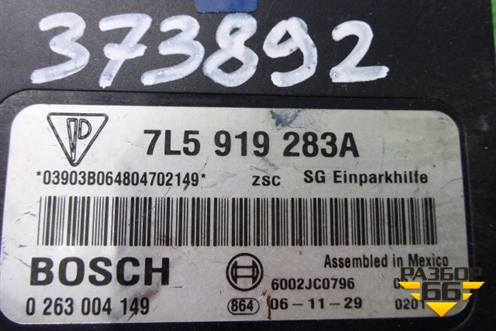 373892
7L5 919 283A
*03903B064804702149* ZSC SG Einparkhilfe
Assembled in Mexico
BOSCH
6002JC0796
0 263 004 149
864 06-11-29 0201
РАЗБОР
66